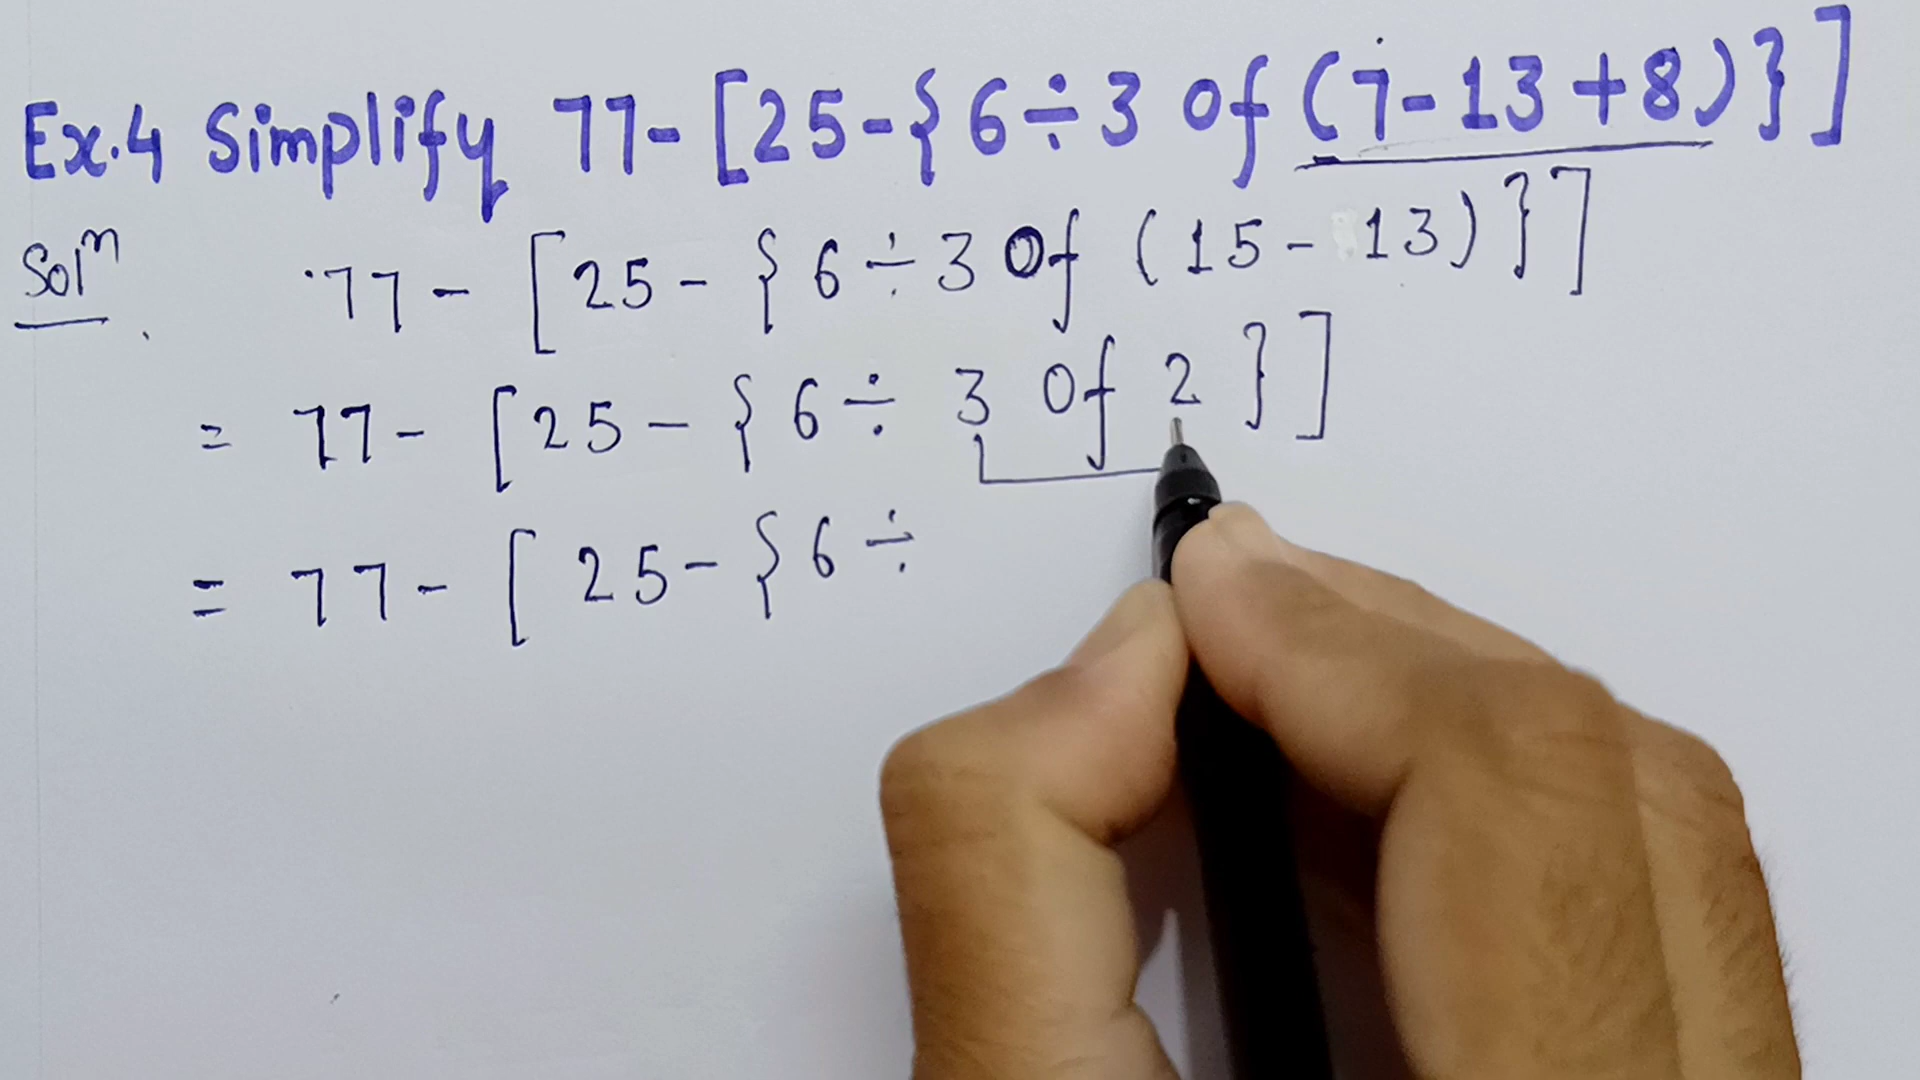 Ex.4 Simplify 77-[25-{6÷3 of (7-13+8)}]
Solⁿ 77-[25-{6÷3 Of (15-13)}]
= 77-[25-{6÷ 3 Of 2}]
= 77-[25-{6÷